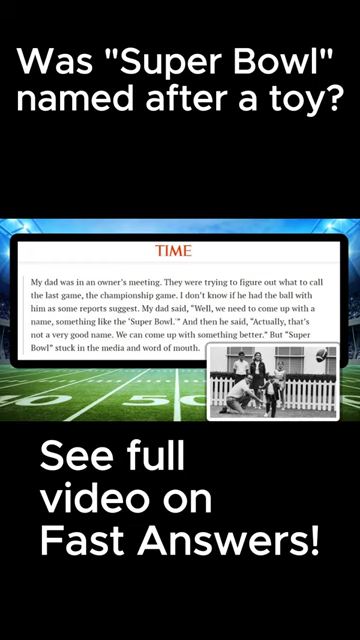 Was "Super Bowl"
named after a toy?
TIME
My dad was in an owner's meeting. They were trying to figure out what to call
the last game, the championship game. I don't know if he had the ball with
him as some reports suggest. My dad said, "Well, we need to come up with a
name, something like the 'Super Bowl.'" And then he said, "Actually, that's
not a very good name. We can come up with something better." But "Super
Bowl" stuck in the media and word of mouth.
See full
video on
Fast Answers!